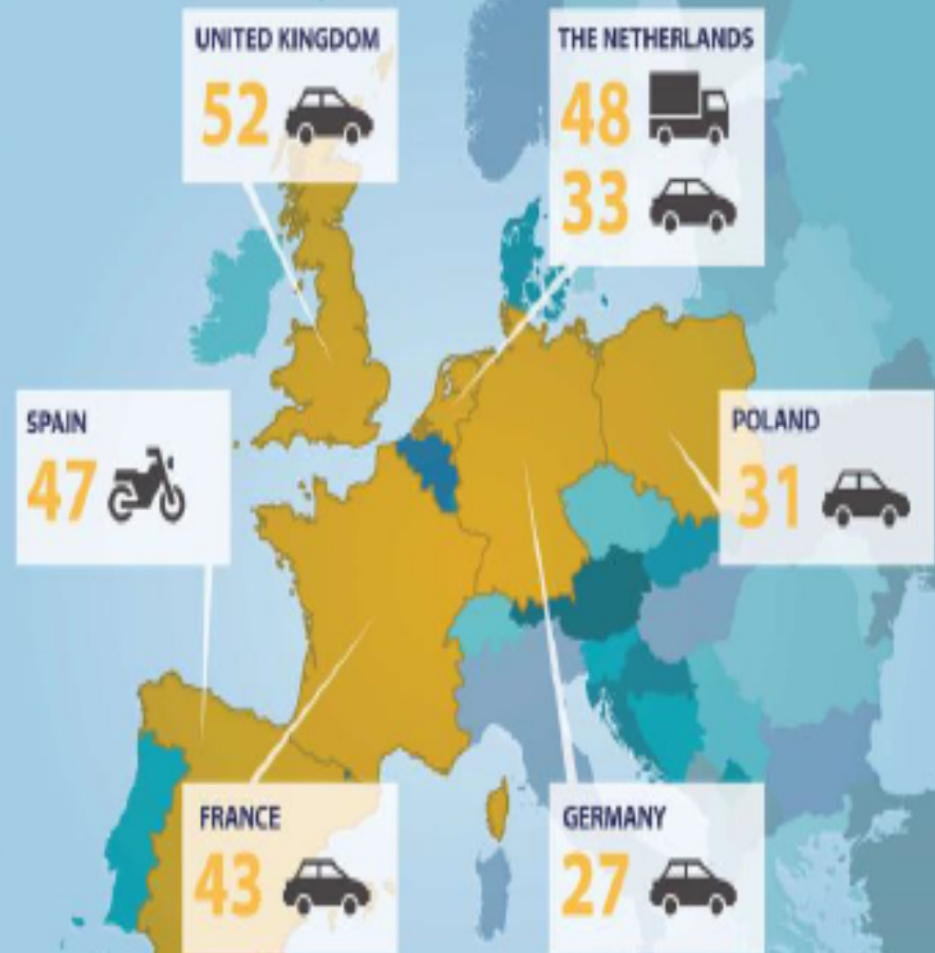 UNITED KINGDOM
52
THE NETHERLANDS
48
33
SPAIN
47
POLAND
31
FRANCE
43
GERMANY
27